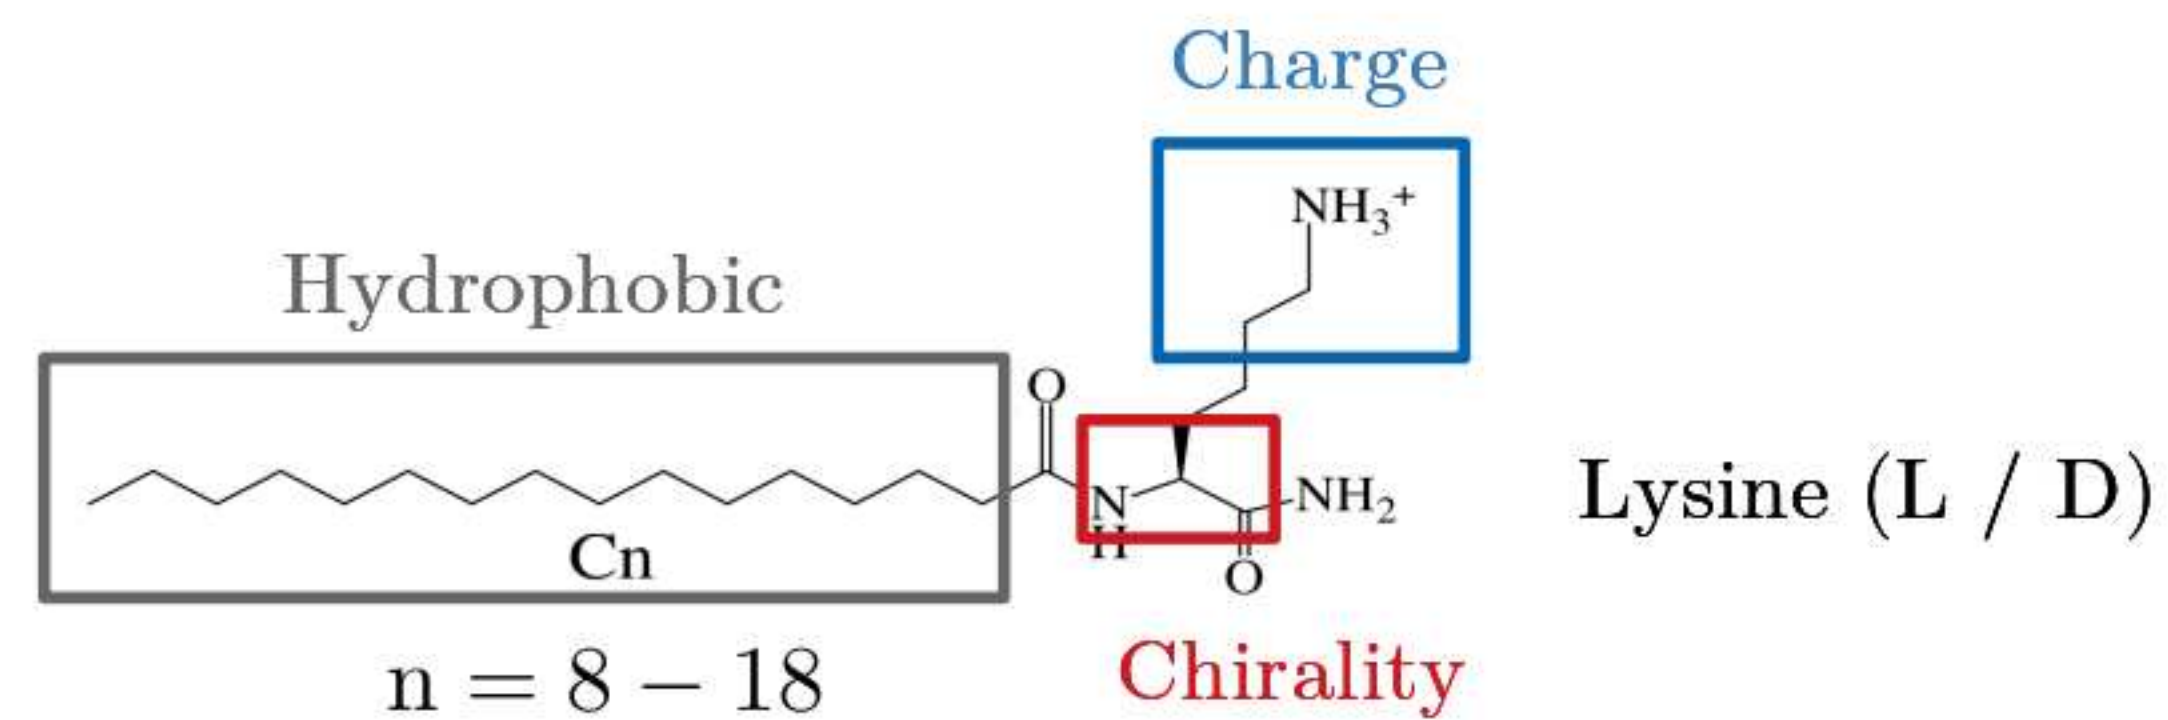 Charge
NH₃⁺
Hydrophobic
O
N
H
NH₂
O
Cn
Lysine (L / D)
n = 8 – 18
Chirality